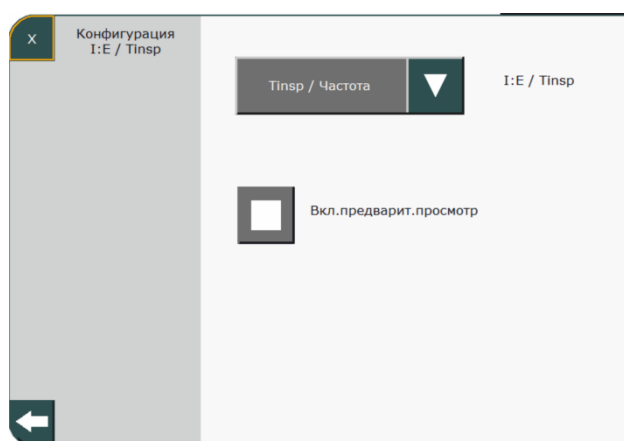 X
Конфигурация
I:E / Tinsp
Tinsp / Частота
I:E / Tinsp
Вкл.предварит.просмотр